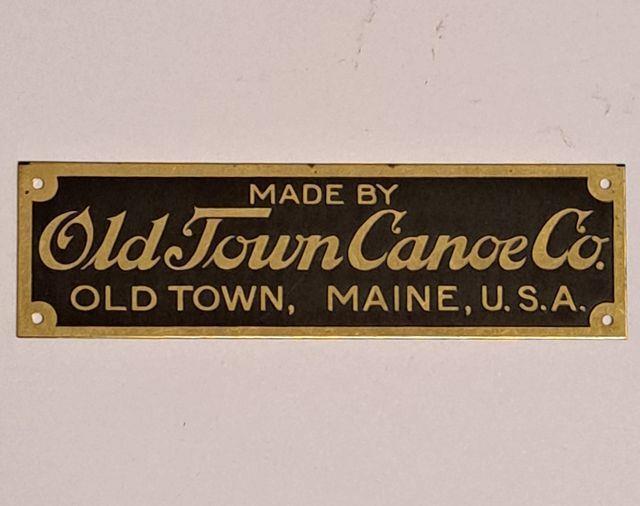 MADE BY
Old Town Canoe Co.
OLD TOWN, MAINE, U.S.A.